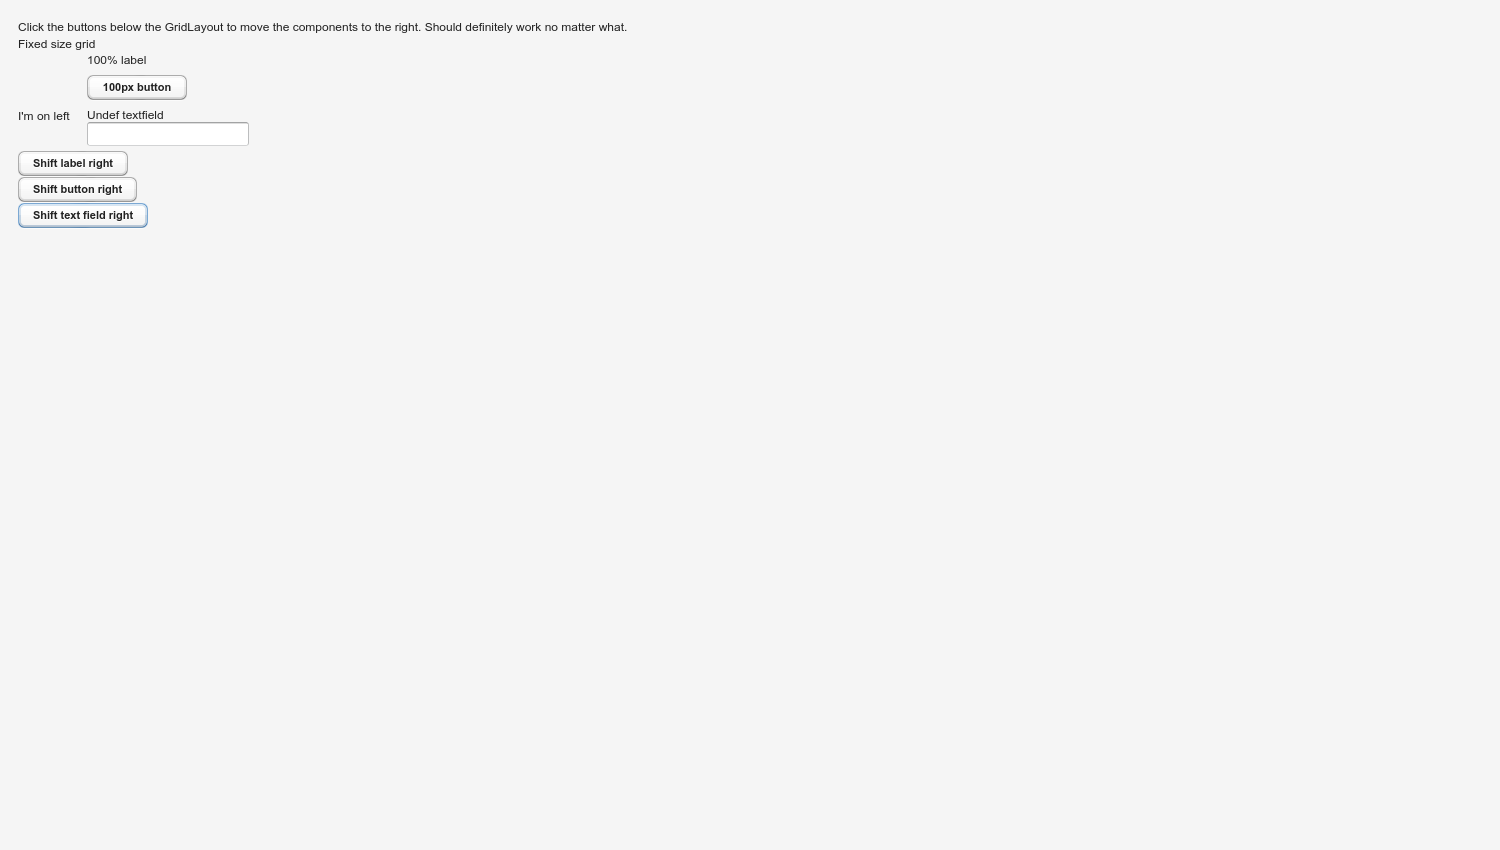 Click the buttons below the GridLayout to move the components to the right. Should definitely work no matter what.
Fixed size grid
100% label
100px button
I'm on left
Undef textfield
Shift label right
Shift button right
Shift text field right